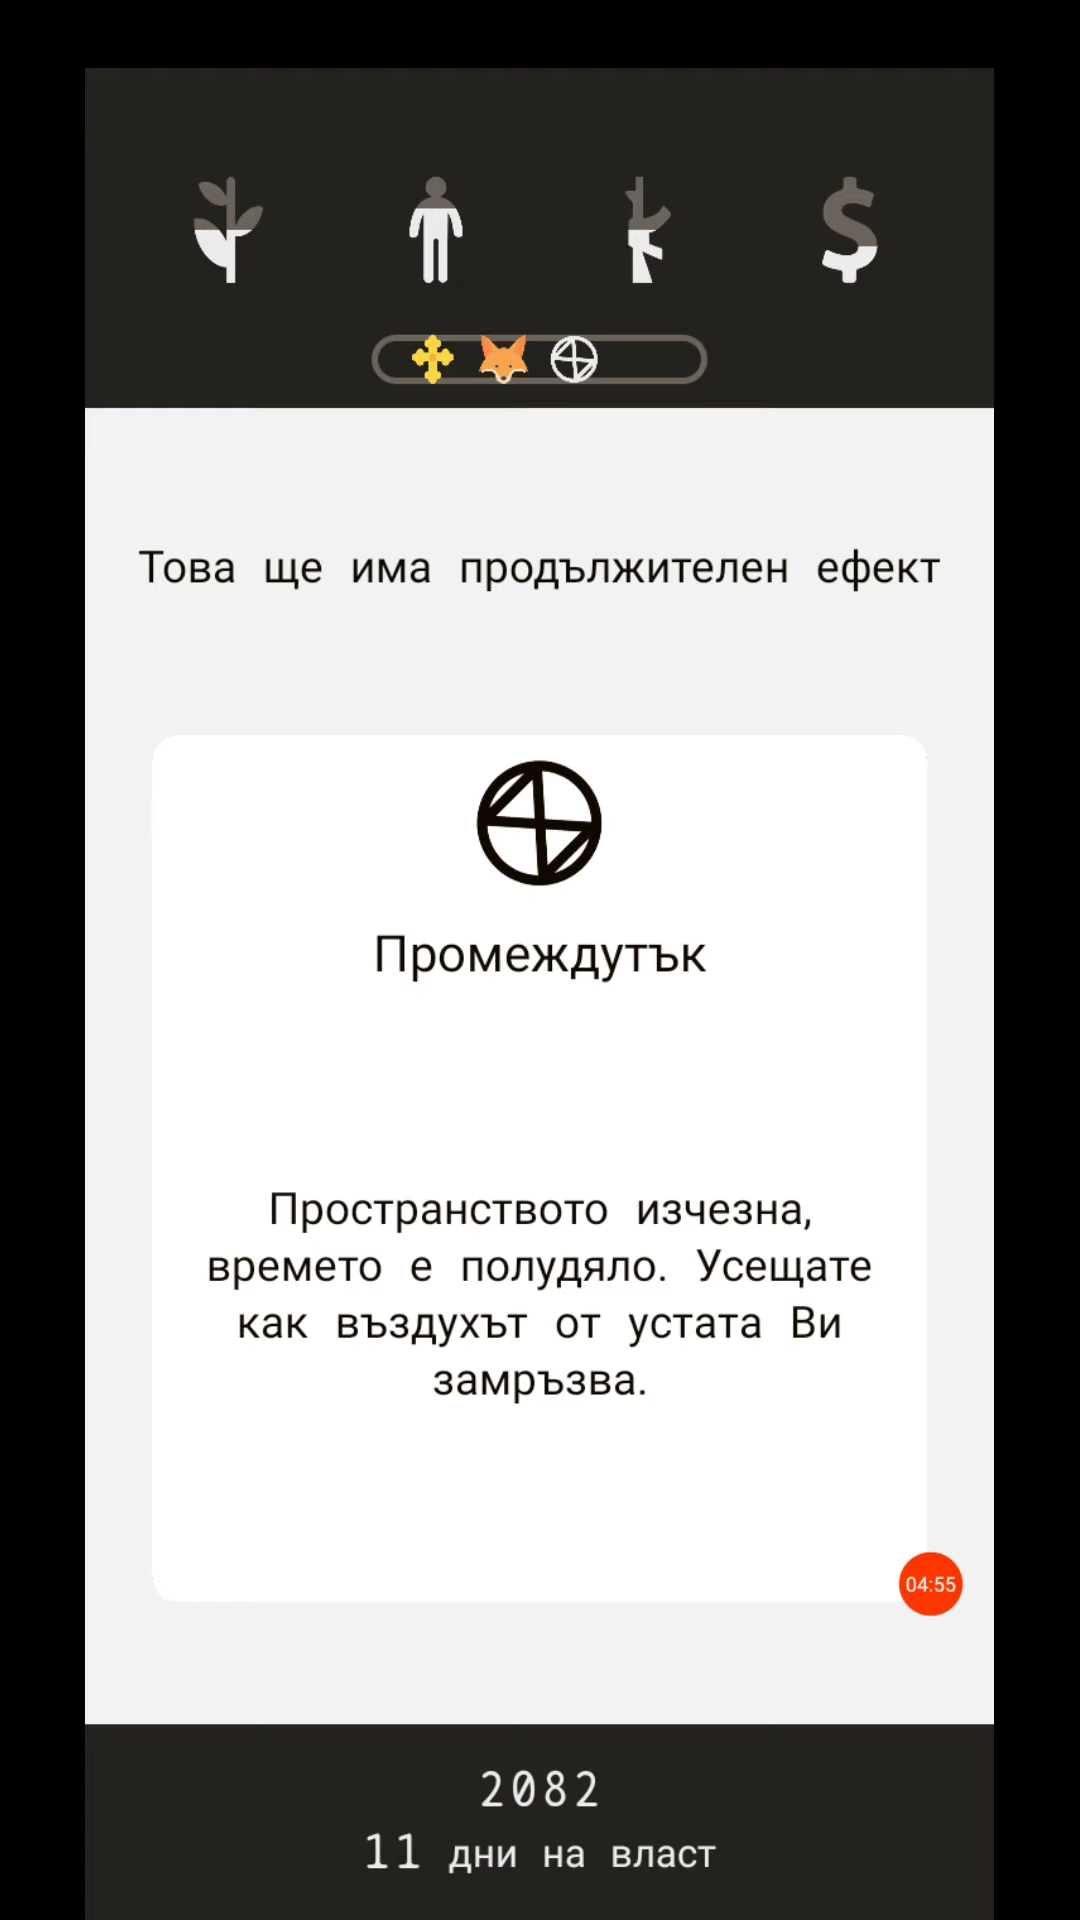 Това ще има продължителен ефект
Промеждутък
Пространството изчезна,
времето е полудяло. Усещате
как въздухът от устата Ви
замръзва.
04:55
2082
11 дни на власт